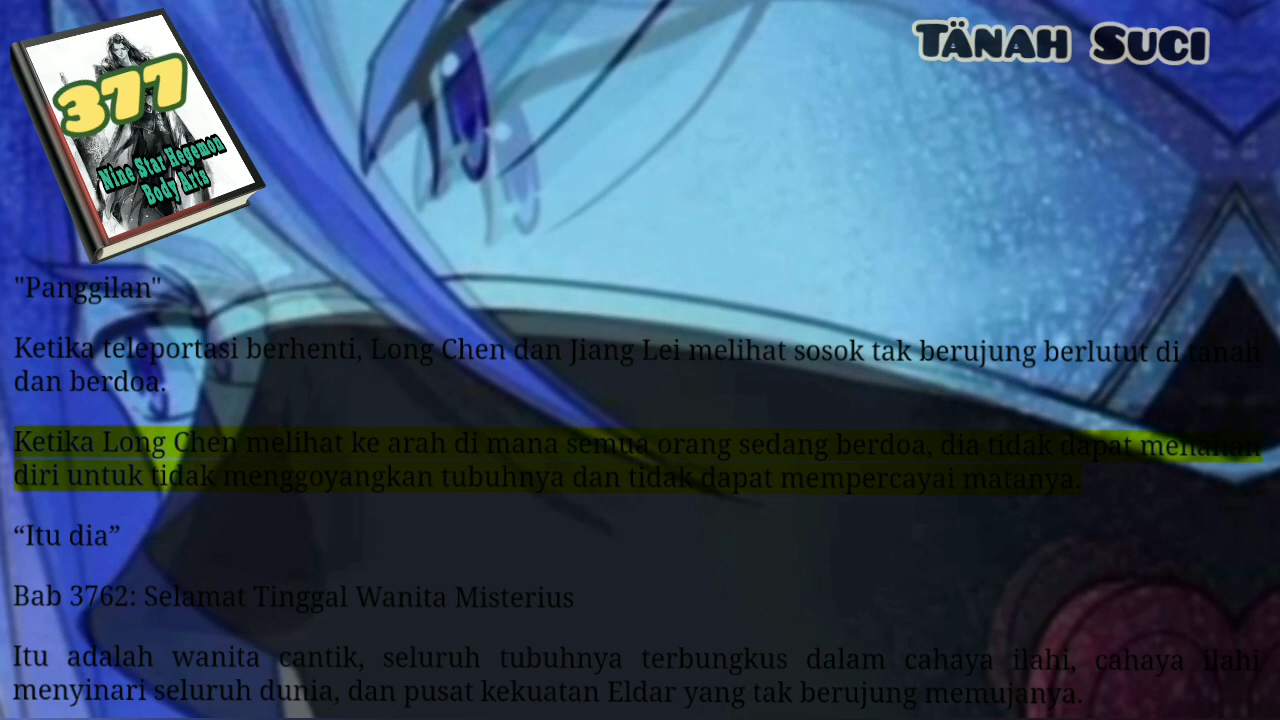 377
Nine Star Hegemon
Body Arts
Tänah Suci
"Panggilan"
Ketika teleportasi berhenti, Long Chen dan Jiang Lei melihat sosok tak berujung berlutut di tanah
dan berdoa.
Ketika Long Chen melihat ke arah di mana semua orang sedang berdoa, dia tidak dapat menahan
diri untuk tidak menggoyangkan tubuhnya dan tidak dapat mempercayai matanya.
“Itu dia”
Bab 3762: Selamat Tinggal Wanita Misterius
Itu adalah wanita cantik, seluruh tubuhnya terbungkus dalam cahaya ilahi, cahaya ilahi
menyinari seluruh dunia, dan pusat kekuatan Eldar yang tak berujung memujanya.